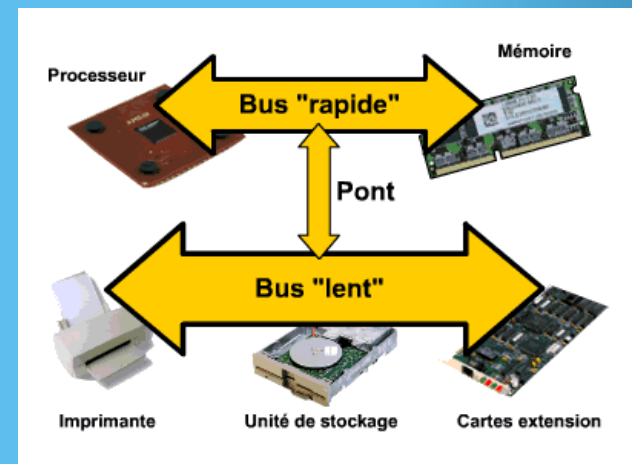 Mémoire
Processeur
Bus "rapide"
Pont
Bus "lent"
Imprimante
Unité de stockage
Cartes extension